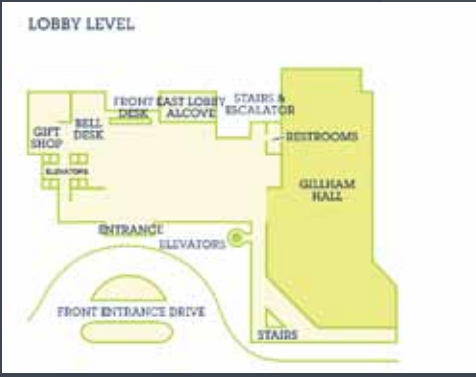 LOBBY LEVEL
FRONT DESK
EAST LOBBY ALCOVE
STAIRS & ESCALATOR
GIFT SHOP
BELL DESK
RESTROOMS
ELEVATORS
GILLHAM HALL
ENTRANCE
ELEVATORS
FRONT ENTRANCE DRIVE
STAIRS